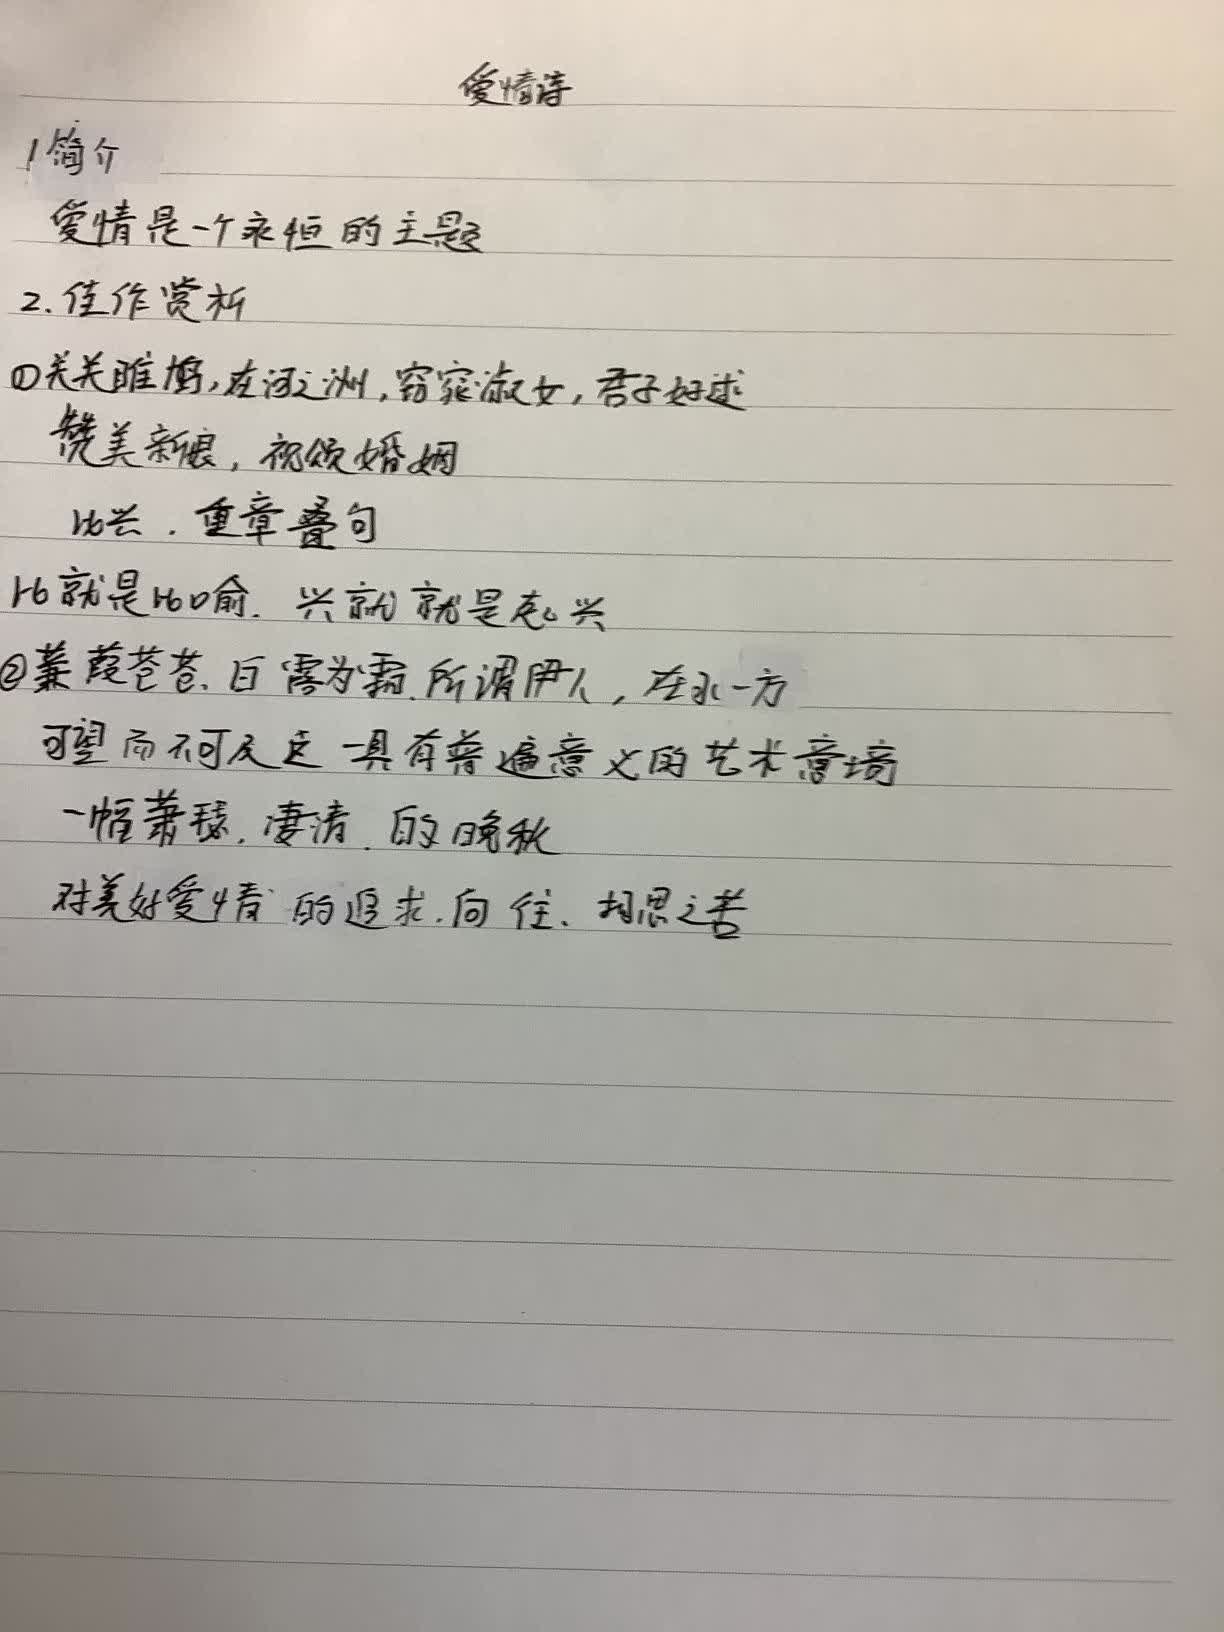 爱情诗
1简介
爱情是一个永恒的主题
2.佳作赏析
①关关雎鸠,在河之洲,窈窕淑女,君子好逑
赞美新娘,祝颂婚姻
比兴.重章叠句
比就是比喻.兴就就是起兴
②蒹葭苍苍、白露为霜.所谓伊人,在水一方
可望而不可及这一具有普遍意义的艺术意境
一幅萧瑟.凄清.的晚秋
对美好爱情的追求.向往、相思之苦